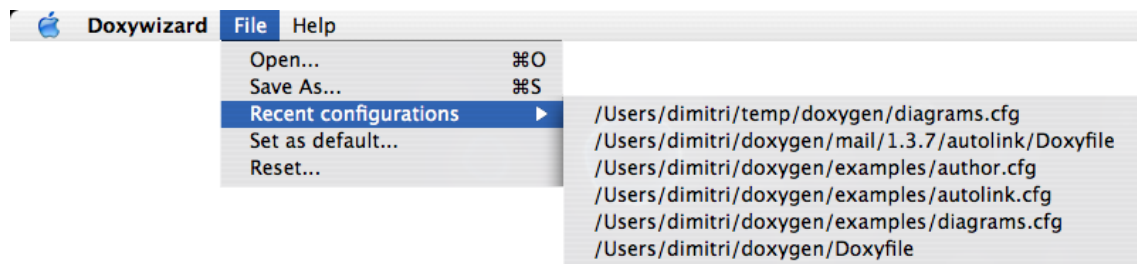 Doxywizard File Help
Open... ⌘O
Save As... ⌘S
Recent configurations ▶
Set as default...
Reset...
/Users/dimitri/temp/doxygen/diagrams.cfg
/Users/dimitri/doxygen/mail/1.3.7/autolink/Doxyfile
/Users/dimitri/doxygen/examples/author.cfg
/Users/dimitri/doxygen/examples/autolink.cfg
/Users/dimitri/doxygen/examples/diagrams.cfg
/Users/dimitri/doxygen/Doxyfile